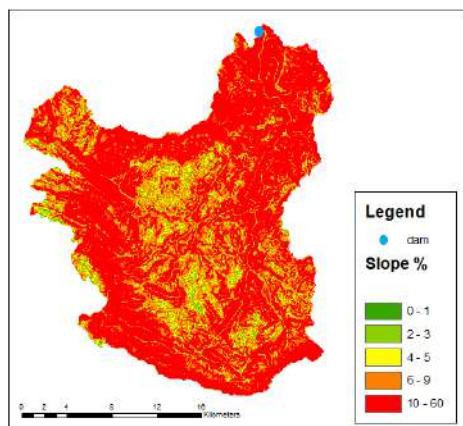 Legend
dam
Slope %
0 - 1
2 - 3
4 - 5
6 - 9
10 - 60
0 2 4 8 12 16
Kilometers